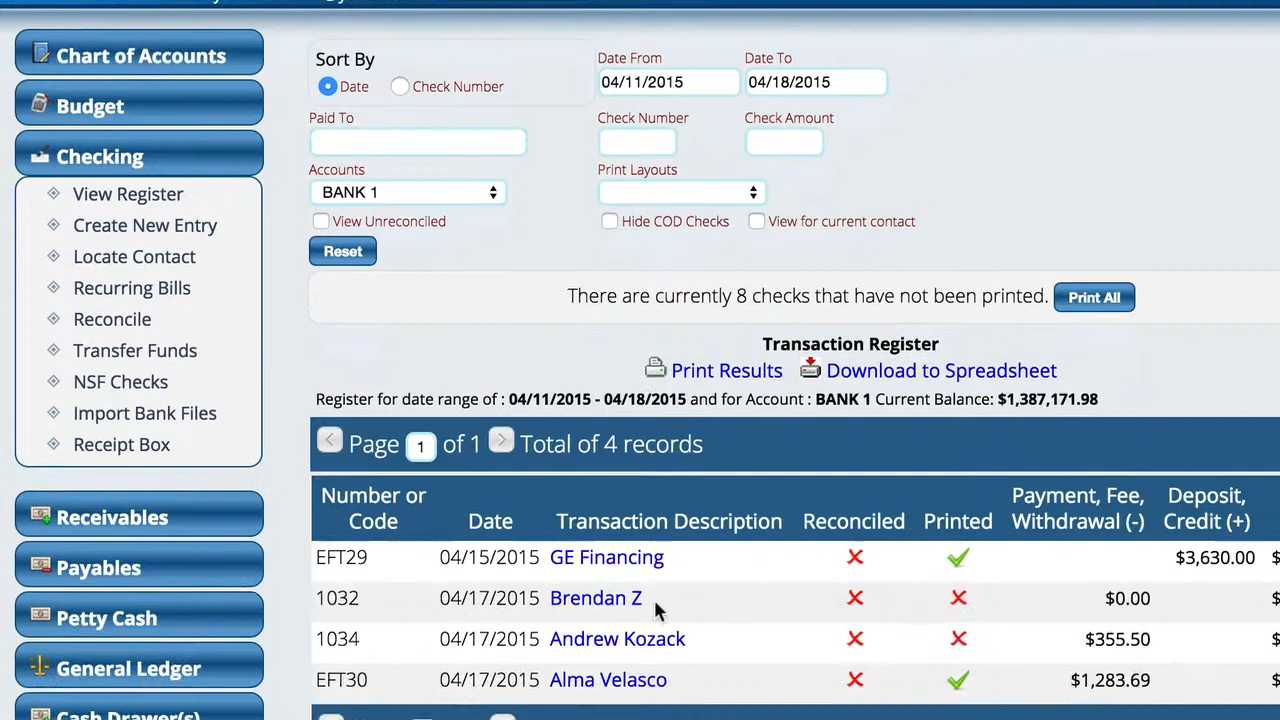 Chart of Accounts
Budget
Checking
View Register
Create New Entry
Locate Contact
Recurring Bills
Reconcile
Transfer Funds
NSF Checks
Import Bank Files
Receipt Box
Receivables
Payables
Petty Cash
General Ledger
Cash Drawer(s)
Sort By
Date Check Number
Date From Date To
04/11/2015 04/18/2015
Paid To Check Number Check Amount
Accounts Print Layouts
BANK 1
View Unreconciled Hide COD Checks View for current contact
Reset
There are currently 8 checks that have not been printed. Print All
Transaction Register
Print Results Download to Spreadsheet
Register for date range of : 04/11/2015 - 04/18/2015 and for Account : BANK 1 Current Balance: $1,387,171.98
Page 1 of 1 Total of 4 records
Number or Code Date Transaction Description Reconciled Printed Payment, Fee, Withdrawal (-) Deposit, Credit (+)
EFT29 04/15/2015 GE Financing $3,630.00 $
1032 04/17/2015 Brendan Z $0.00 $
1034 04/17/2015 Andrew Kozack $355.50 $
EFT30 04/17/2015 Alma Velasco $1,283.69 $